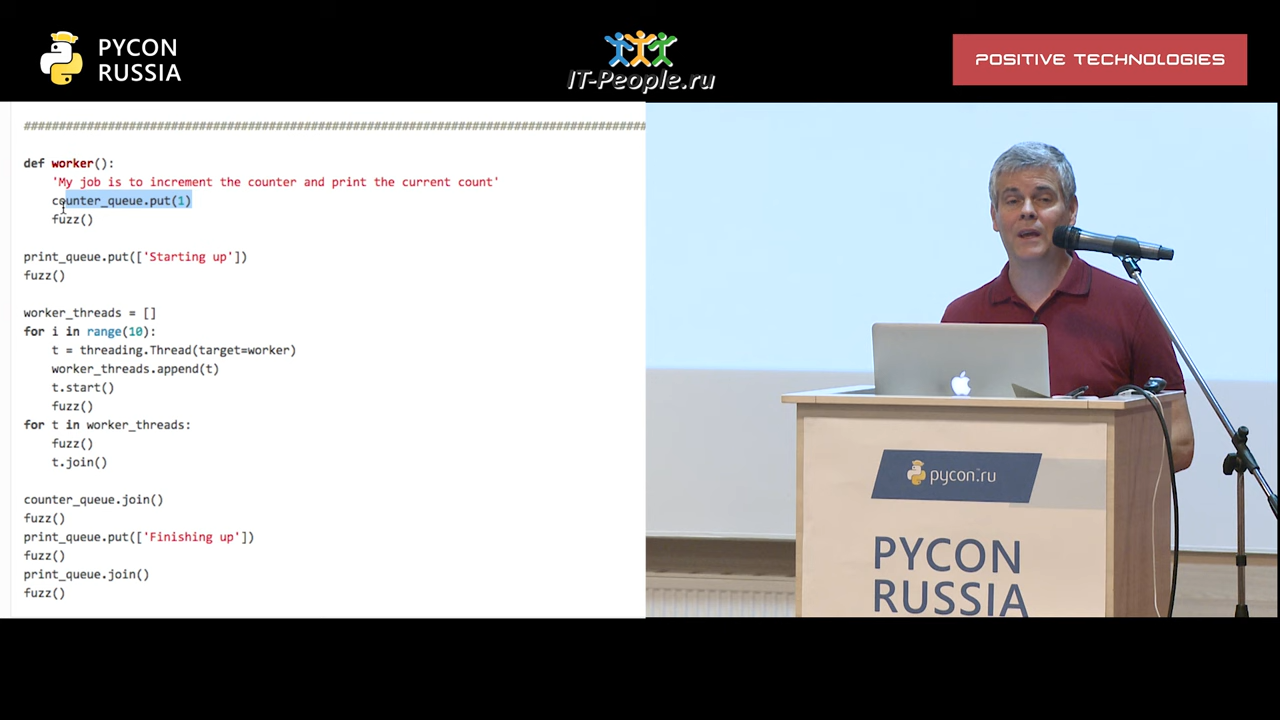 PYCON
RUSSIA
IT-People.ru
POSITIVE TECHNOLOGIES
################################################################################
def worker():
    'My job is to increment the counter and print the current count'
    counter_queue.put(1)
    fuzz()
print_queue.put(['Starting up'])
fuzz()
worker_threads = []
for i in range(10):
    t = threading.Thread(target=worker)
    worker_threads.append(t)
    t.start()
    fuzz()
for t in worker_threads:
    fuzz()
    t.join()
counter_queue.join()
fuzz()
print_queue.put(['Finishing up'])
fuzz()
print_queue.join()
fuzz()
pycon.ru
PYCON
RUSSIA